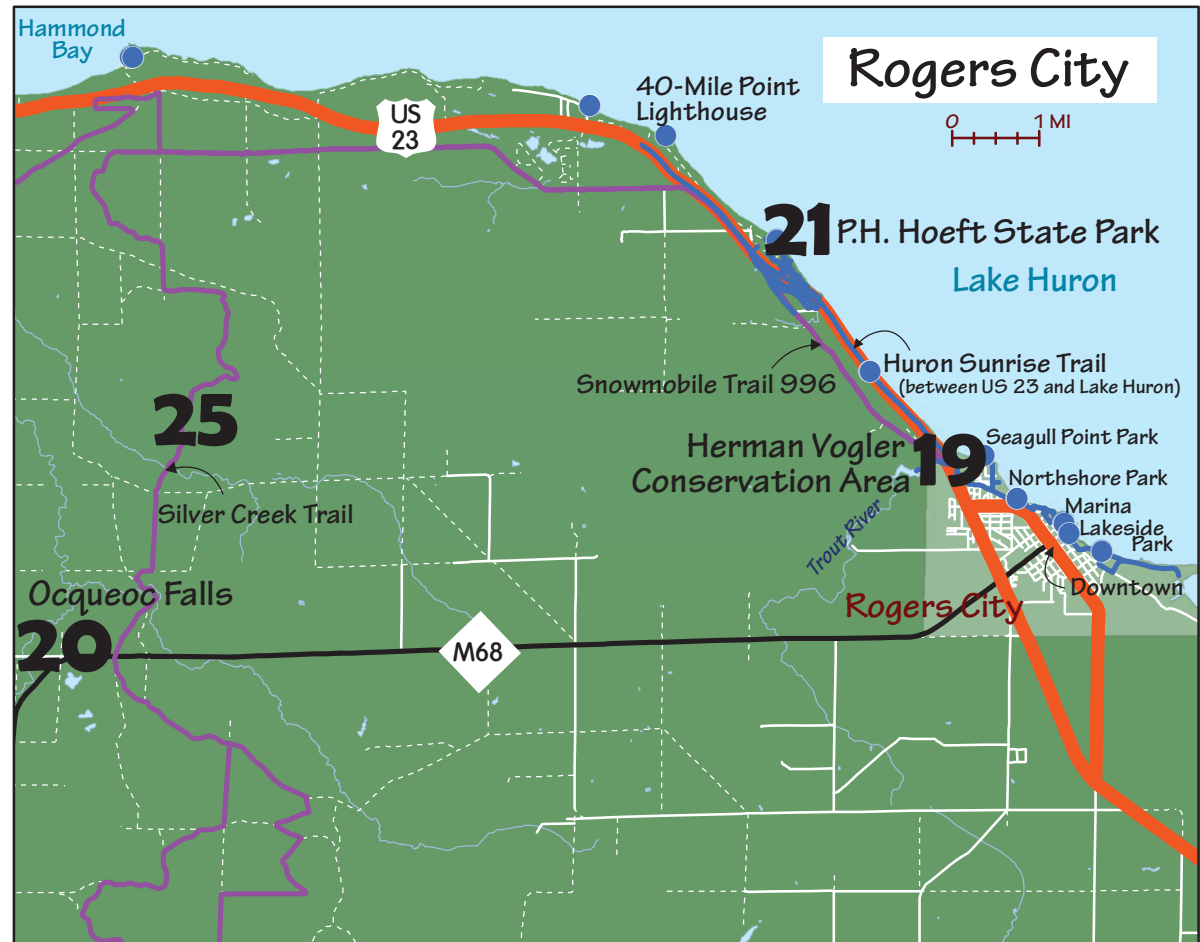 Hammond
Bay
Rogers City
0 1 MI
40-Mile Point
Lighthouse
US
23
21 P.H. Hoeft State Park
Lake Huron
Huron Sunrise Trail
(between US 23 and Lake Huron)
Snowmobile Trail 996
25
Silver Creek Trail
Herman Vogler
Conservation Area 19
Seagull Point Park
Northshore Park
Marina
Lakeside
Park
Trout River
Downtown
Rogers City
Ocqueoc Falls
20
M68